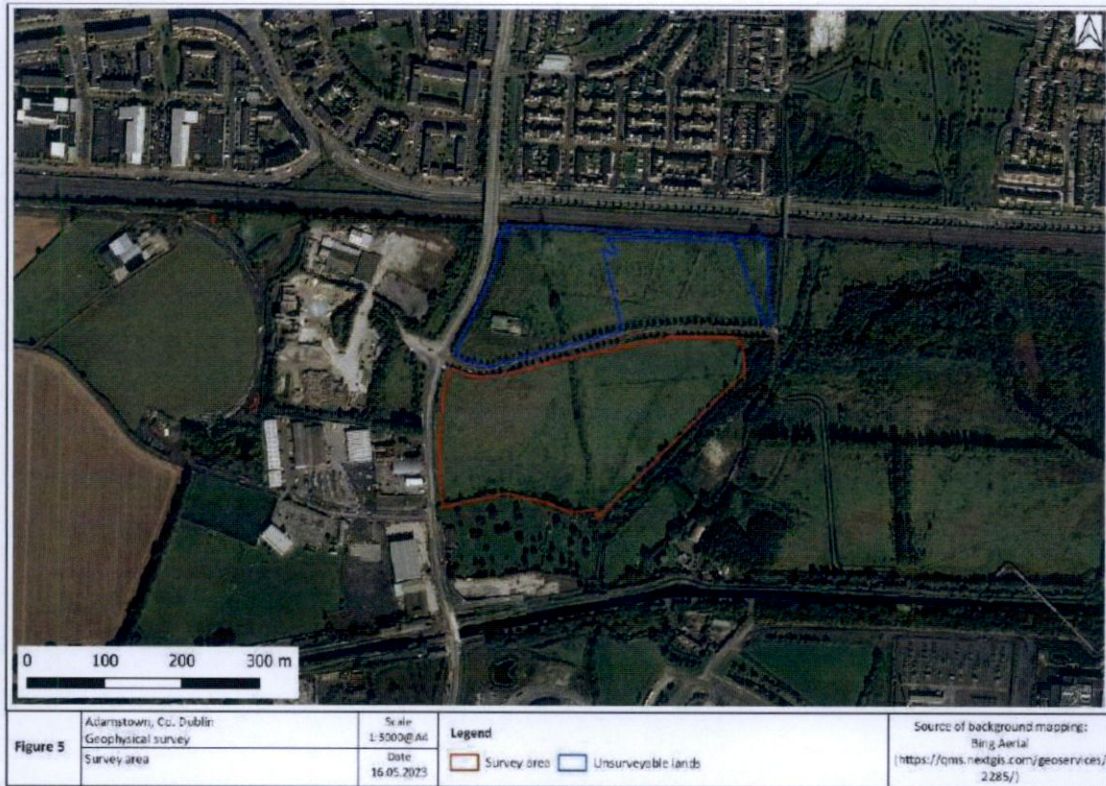 0 100 200 300 m
Figure 5
Adamstown, Co. Dublin
Geophysical survey
Survey area
Scale
1:3000@A4
Date
16.05.2023
Legend
Survey area
Unsurveyable lands
Source of background mapping:
Bing Aerial
(https://qms.nextgis.com/geoservices/
2285/)